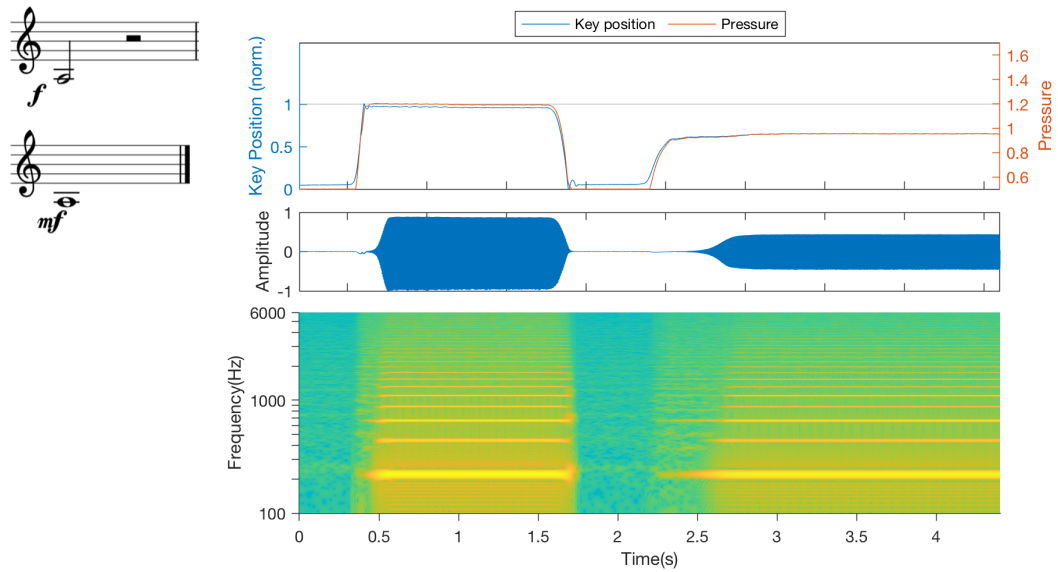 f
mf
Key position Pressure
Key Position (norm.)
1
0.5
0
1.6
1.4
1.2
1
0.8
0.6
Pressure
Amplitude
1
0
-1
Frequency(Hz)
6000
1000
100
0 0.5 1 1.5 2 2.5 3 3.5 4
Time(s)